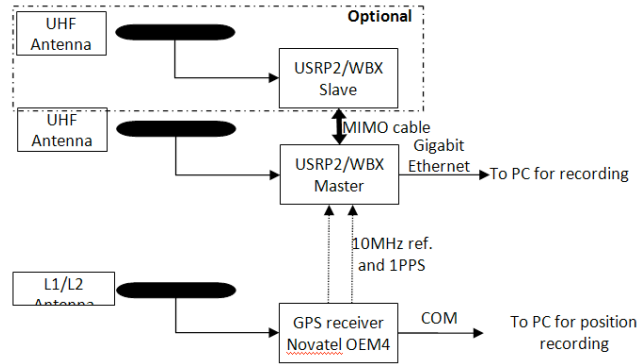 Optional
UHF
Antenna
USRP2/WBX
Slave
UHF
Antenna
MIMO cable
USRP2/WBX
Master
Gigabit
Ethernet
To PC for recording
10MHz ref.
and 1PPS
L1/L2
Antenna
GPS receiver
Novatel OEM4
COM
To PC for position
recording